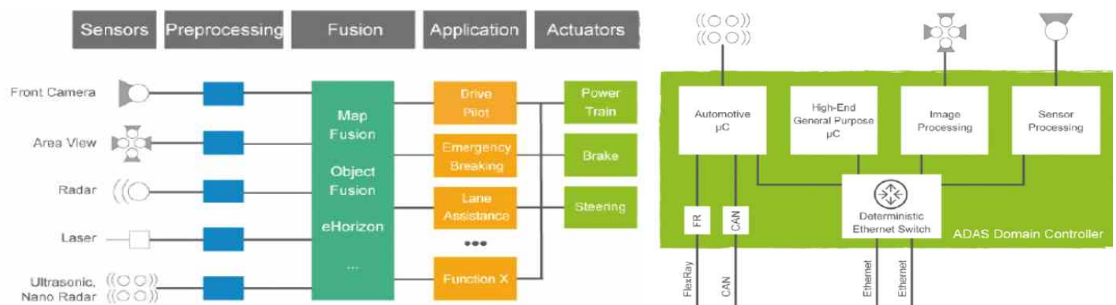 Sensors
Preprocessing
Fusion
Application
Actuators
Front Camera
Area View
Radar
Laser
Ultrasonic,
Nano Radar
Map
Fusion
Object
Fusion
eHorizon
...
Drive
Pilot
Emergency
Breaking
Lane
Assistance
•••
Function X
Power
Train
Brake
Steering
Automotive
µC
High-End
General Purpose
µC
Image
Processing
Sensor
Processing
FR
CAN
Deterministic
Ethernet Switch
ADAS Domain Controller
FlexRay
CAN
Ethernet
Ethernet